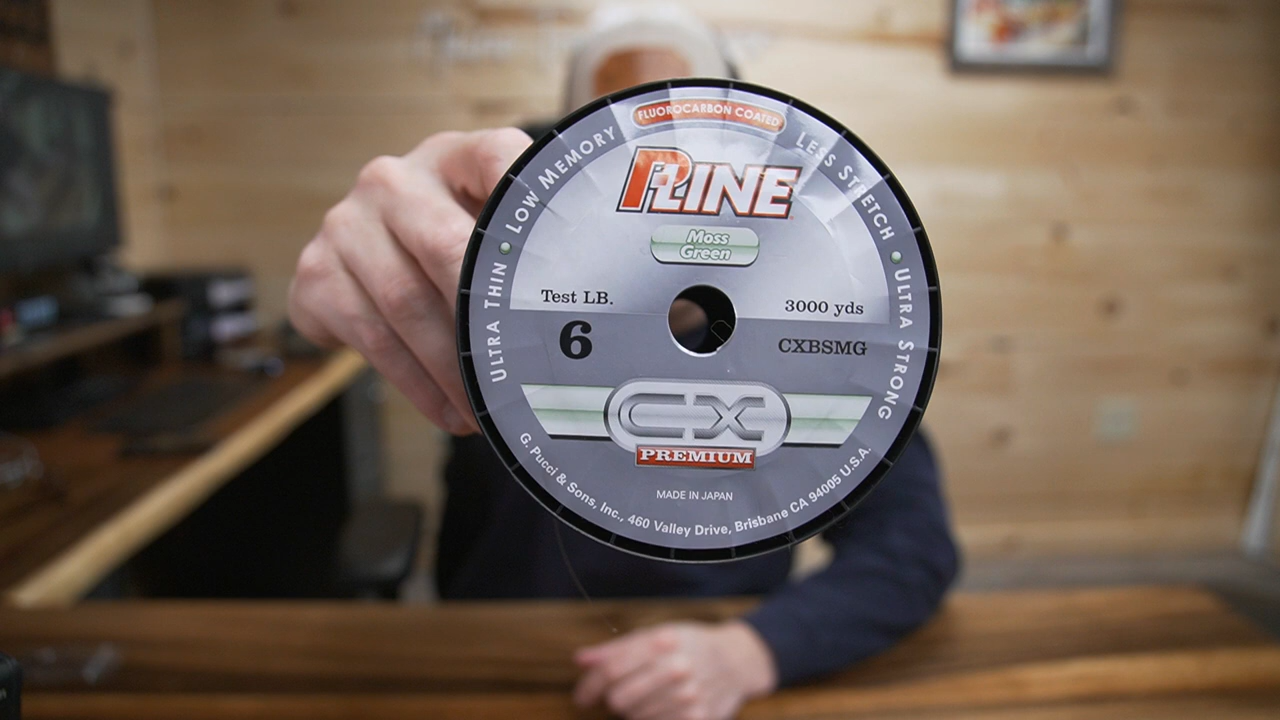 FLUOROCARBON COATED
ULTRA THIN • LOW MEMORY
LESS STRETCH • ULTRA STRONG
P-LINE
Moss
Green
Test LB.
6
3000 yds
CXBSMG
CX
PREMIUM
MADE IN JAPAN
G. Pucci & Sons, Inc., 460 Valley Drive, Brisbane CA 94005 U.S.A.